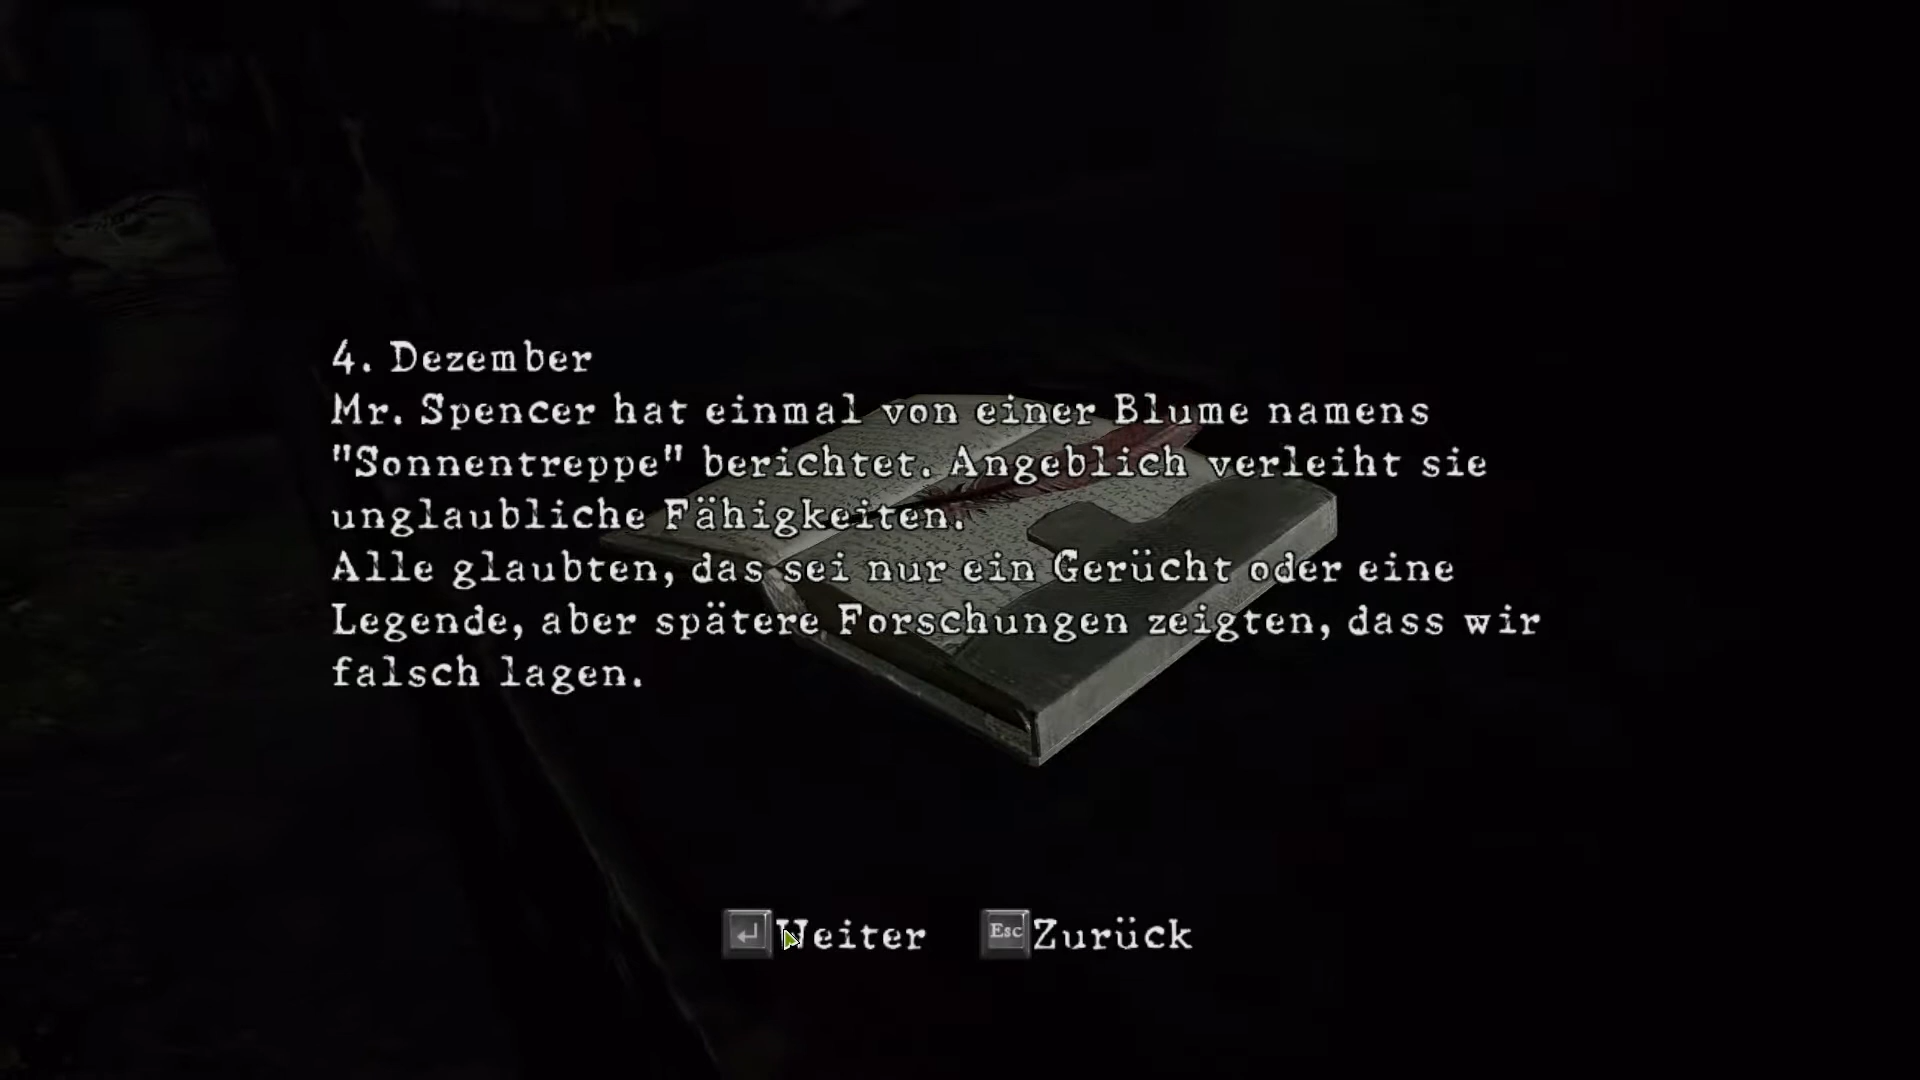 4. Dezember
Mr. Spencer hat einmal von einer Blume namens
"Sonnentreppe" berichtet. Angeblich verleiht sie
unglaubliche Fähigkeiten.
Alle glaubten, das sei nur ein Gerücht oder eine
Legende, aber spätere Forschungen zeigten, dass wir
falsch lagen.
Weiter Esc Zurück